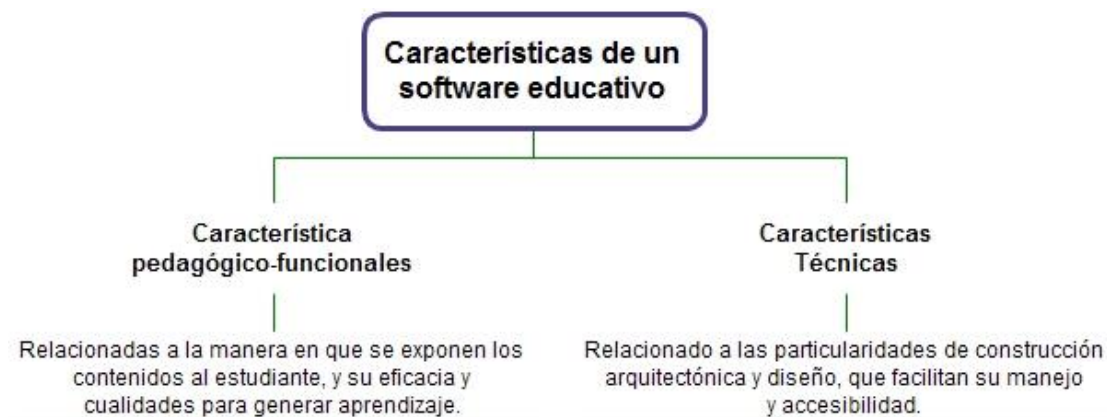 Características de un
software educativo
Característica
pedagógico-funcionales
Relacionadas a la manera en que se exponen los
contenidos al estudiante, y su eficacia y
cualidades para generar aprendizaje.
Características
Técnicas
Relacionado a las particularidades de construcción
arquitectónica y diseño, que facilitan su manejo
y accesibilidad.